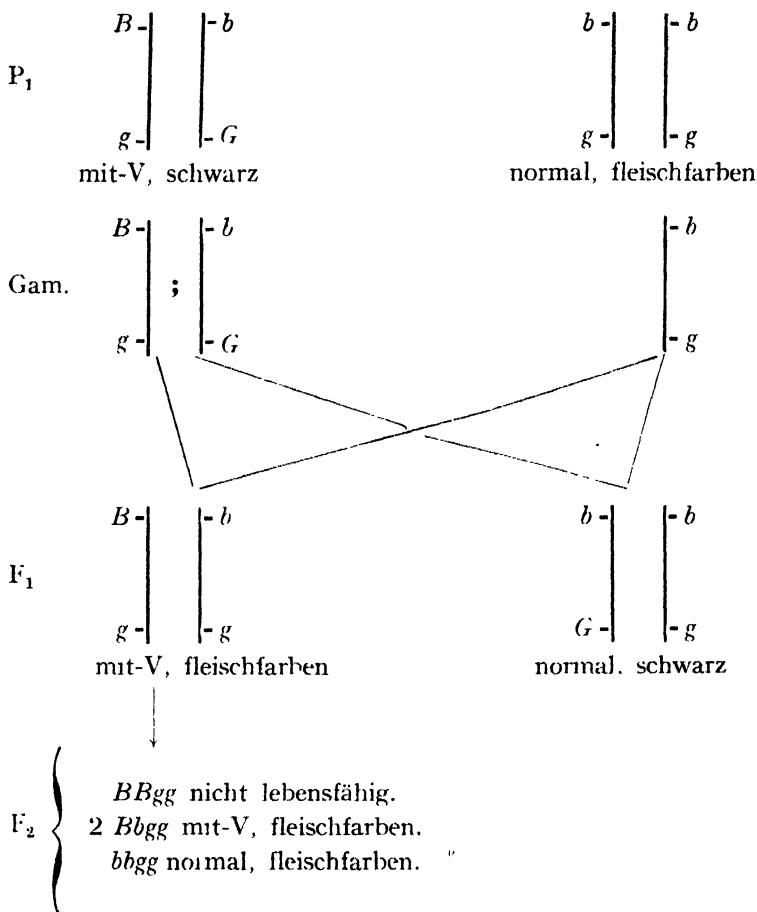 B b b b
P₁
g G g g
mit-V, schwarz normal, fleischfarben
B b b
Gam. ;
g G g
B b b b
F₁
g g G g
mit-V, fleischfarben normal. schwarz
BBgg nicht lebensfähig.
F₂ 2 Bbgg mit-V, fleischfarben.
bbgg normal, fleischfarben.